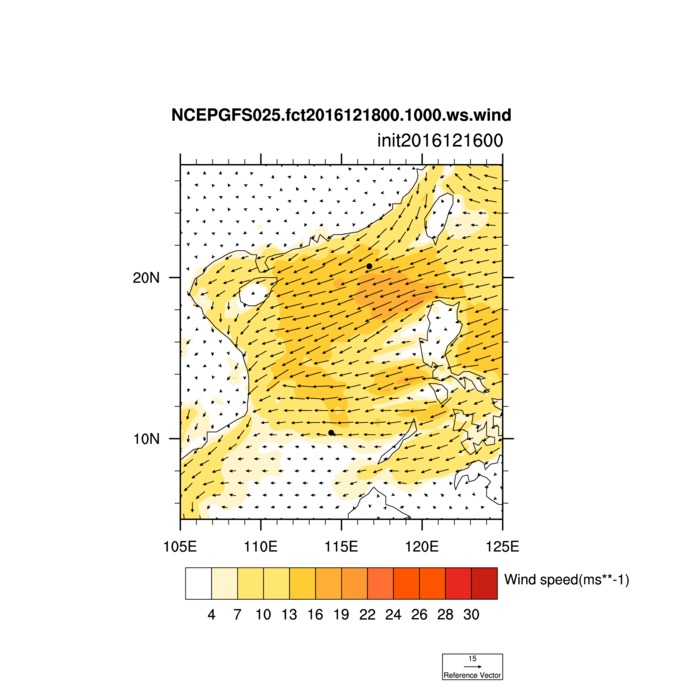 NCEPGFS025.fct2016121800.1000.ws.wind
init2016121600
20N
10N
105E 110E 115E 120E 125E
Wind speed(ms**-1)
4 7 10 13 16 19 22 24 26 28 30
15
Reference Vector